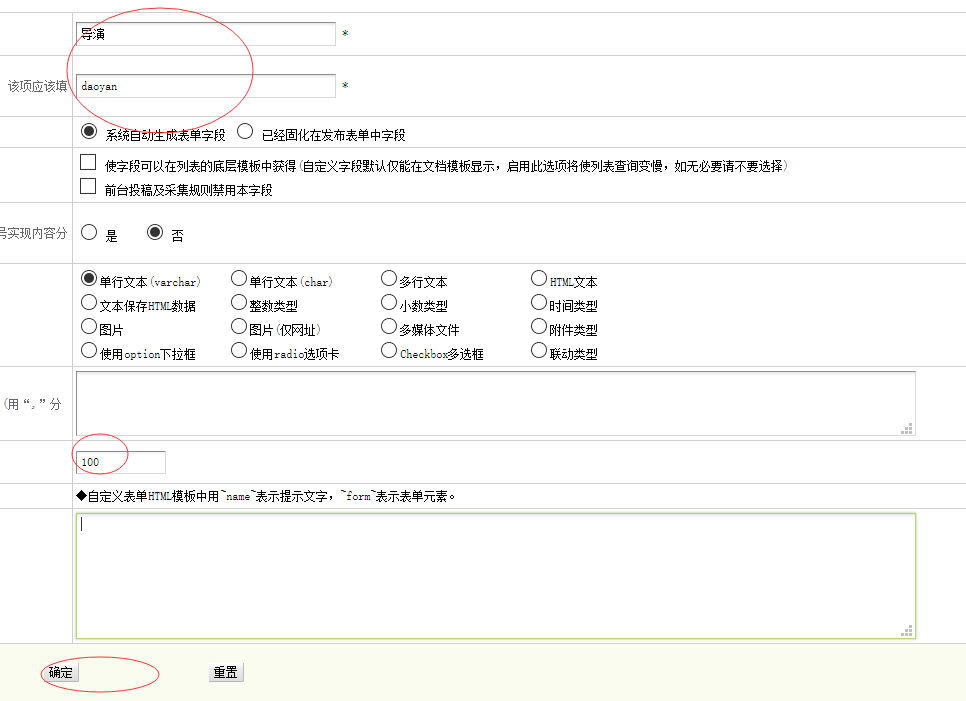 导演 *
该项应该填 daoyan *
系统自动生成表单字段 已经固化在发布表单中字段
使字段可以在列表的底层模板中获得(自定义字段默认仅能在文档模板显示，启用此选项将使列表查询变慢，如无必要请不要选择)
前台投稿及采集规则禁用本字段
号实现内容分 是 否
单行文本(varchar) 单行文本(char) 多行文本 HTML文本
文本保存HTML数据 整数类型 小数类型 时间类型
图片 图片(仅网址) 多媒体文件 附件类型
使用option下拉框 使用radio选项卡 Checkbox多选框 联动类型
(用“,”分
100
◆自定义表单HTML模板中用~name~表示提示文字，~form~表示表单元素。
确定 重置